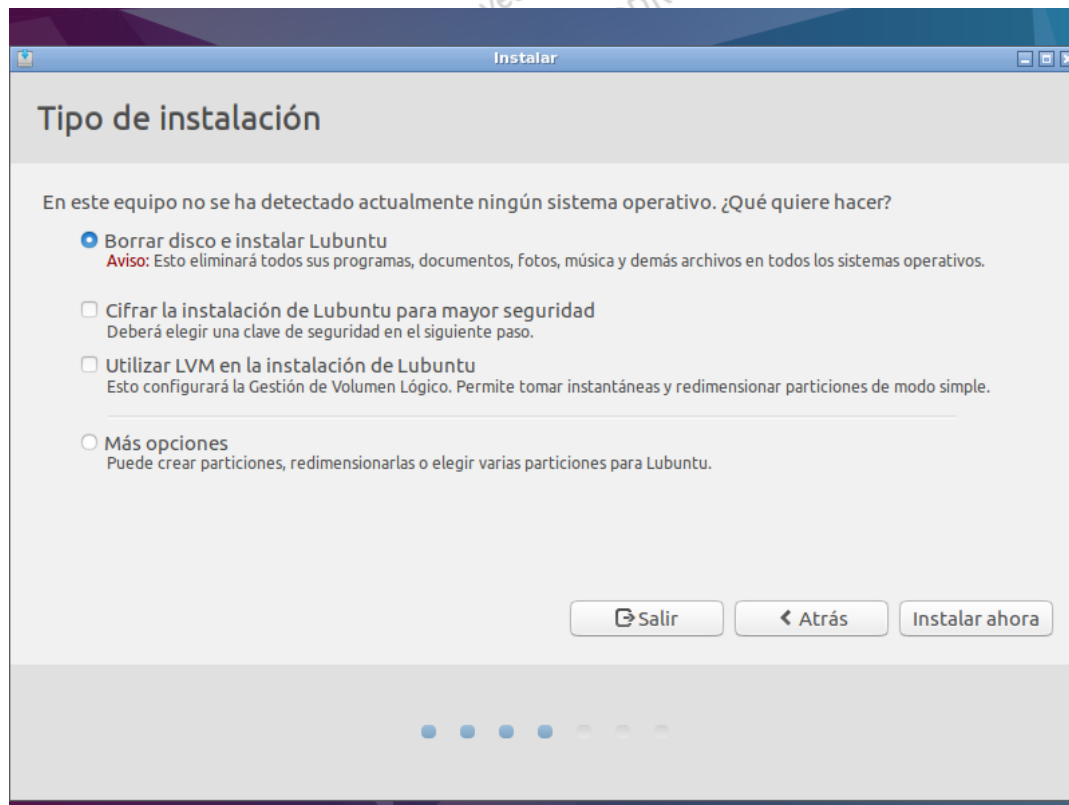 Instalar
Tipo de instalación
En este equipo no se ha detectado actualmente ningún sistema operativo. ¿Qué quiere hacer?
Borrar disco e instalar Lubuntu
Aviso: Esto eliminará todos sus programas, documentos, fotos, música y demás archivos en todos los sistemas operativos.
Cifrar la instalación de Lubuntu para mayor seguridad
Deberá elegir una clave de seguridad en el siguiente paso.
Utilizar LVM en la instalación de Lubuntu
Esto configurará la Gestión de Volumen Lógico. Permite tomar instantáneas y redimensionar particiones de modo simple.
Más opciones
Puede crear particiones, redimensionarlas o elegir varias particiones para Lubuntu.
Salir
Atrás
Instalar ahora